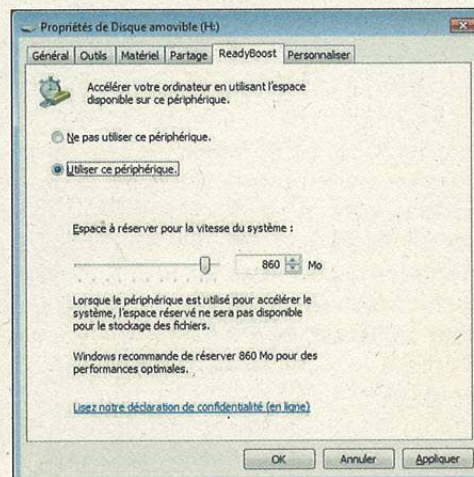 Propriétés de Disque amovible (H:)
Général Outils Matériel Partage ReadyBoost Personnaliser
Accélérer votre ordinateur en utilisant l'espace
disponible sur ce périphérique.
Ne pas utiliser ce périphérique.
Utiliser ce périphérique.
Espace à réserver pour la vitesse du système :
860 Mo
Lorsque le périphérique est utilisé pour accélérer le
système, l'espace réservé ne sera pas disponible
pour le stockage des fichiers.
Windows recommande de réserver 860 Mo pour des
performances optimales.
Lisez notre déclaration de confidentialité (en ligne)
OK Annuler Appliquer